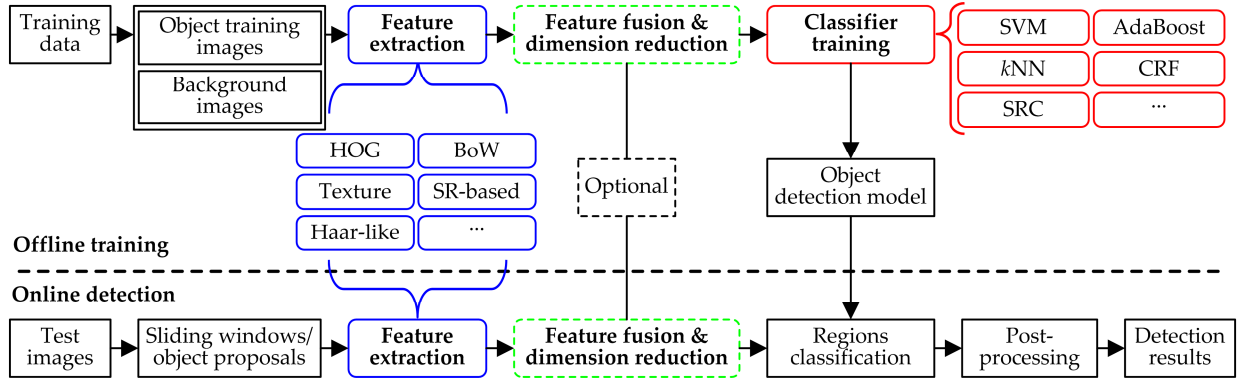 Training
data
Object training
images
Background
images
Feature
extraction
Feature fusion &
dimension reduction
Classifier
training
SVM
AdaBoost
kNN
CRF
SRC
...
HOG
BoW
Texture
SR-based
Haar-like
...
Optional
Object
detection model
Offline training
Online detection
Test
images
Sliding windows/
object proposals
Feature
extraction
Feature fusion &
dimension reduction
Regions
classification
Post-
processing
Detection
results